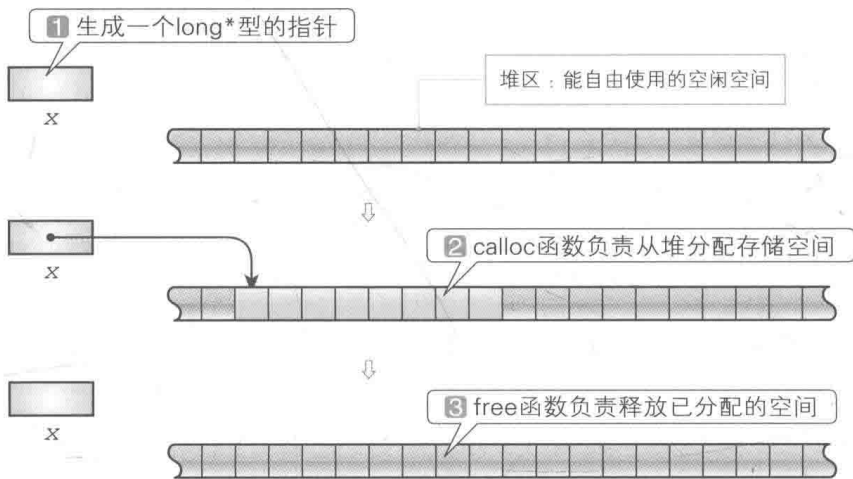 1 生成一个long*型的指针
堆区：能自由使用的空闲空间
x
2 calloc函数负责从堆分配存储空间
x
3 free函数负责释放已分配的空间
x